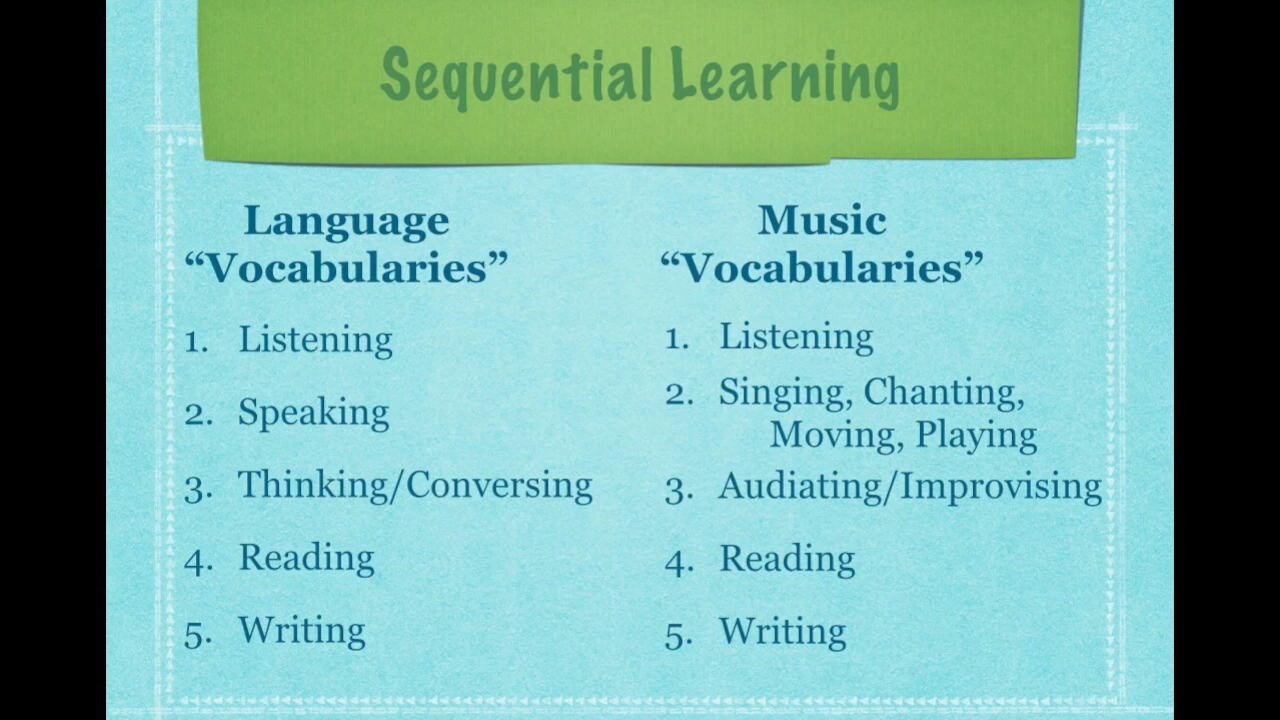 Sequential Learning
Language
“Vocabularies”
1. Listening
2. Speaking
3. Thinking/Conversing
4. Reading
5. Writing
Music
“Vocabularies”
1. Listening
2. Singing, Chanting,
Moving, Playing
3. Audiating/Improvising
4. Reading
5. Writing